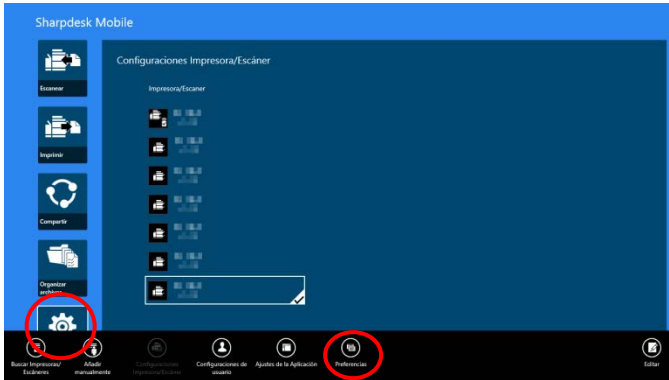 Sharpdesk Mobile
Configuraciones Impresora/Escáner
Impresora/Escaner
Escanear
Imprimir
Compartir
Organizar
archivos
Buscar Impresoras/
Escáneres
Añadir
manualmente
Configuraciones
Impresora/Escáner
Configuraciones de
usuario
Ajustes de la Aplicación
Preferencias
Editar